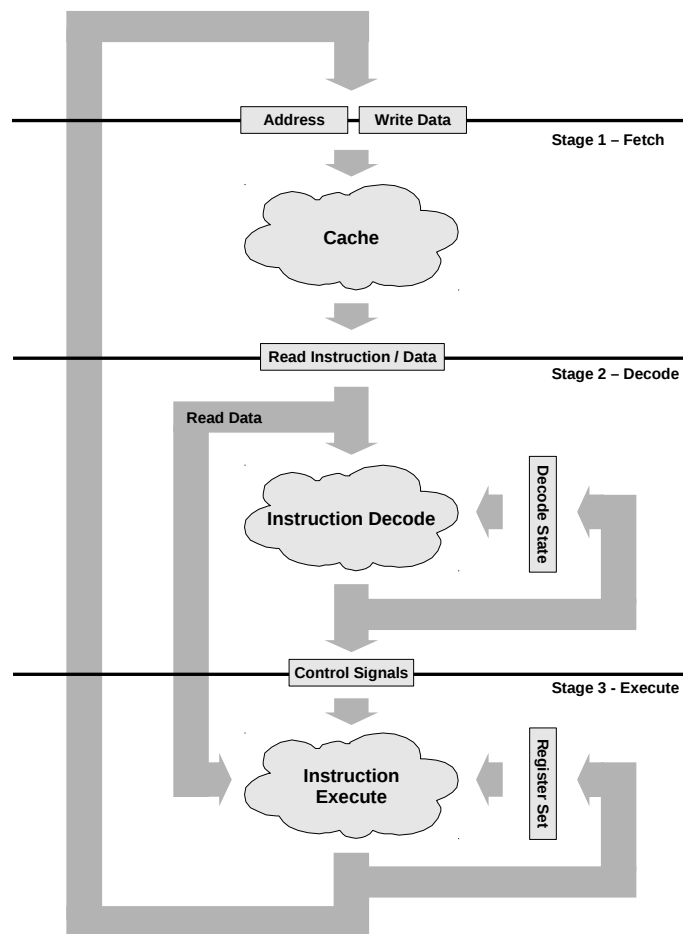 Address
Write Data
Stage 1 – Fetch
Cache
Read Instruction / Data
Stage 2 – Decode
Read Data
Instruction Decode
Decode State
Control Signals
Stage 3 - Execute
Instruction
Execute
Register Set